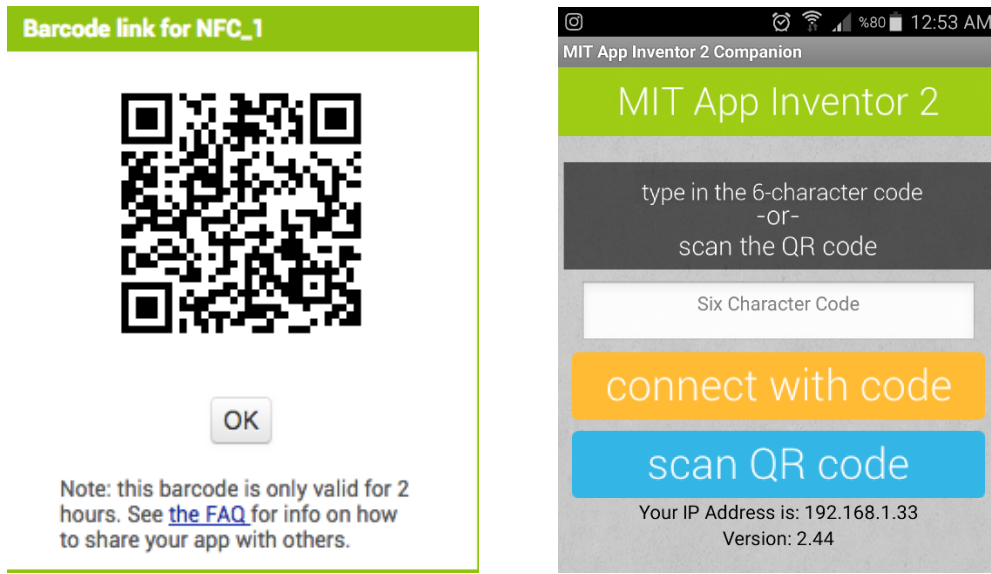 Barcode link for NFC_1
OK
Note: this barcode is only valid for 2
hours. See the FAQ for info on how
to share your app with others.
%80 12:53 AM
MIT App Inventor 2 Companion
MIT App Inventor 2
type in the 6-character code
-or-
scan the QR code
Six Character Code
connect with code
scan QR code
Your IP Address is: 192.168.1.33
Version: 2.44